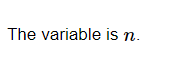 The variable is n.